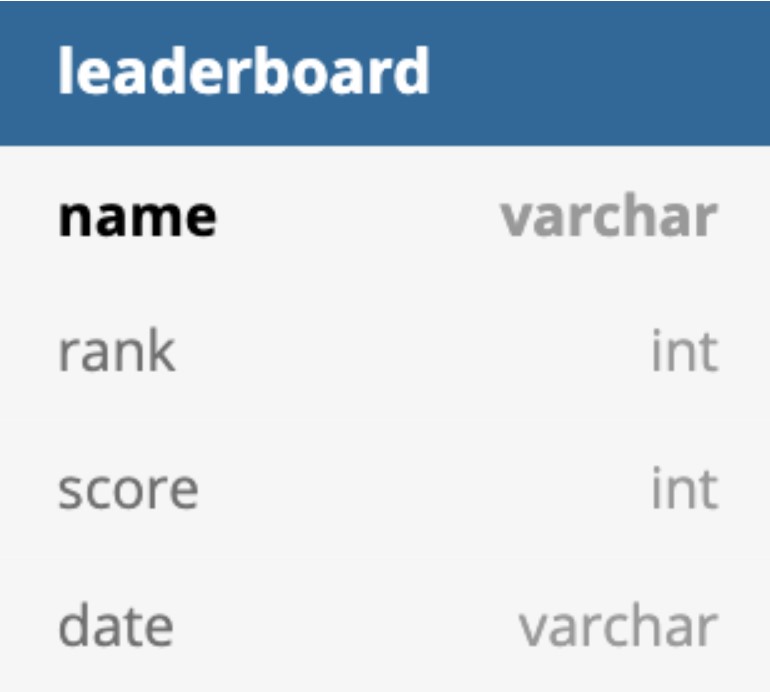 leaderboard
name varchar
rank int
score int
date varchar